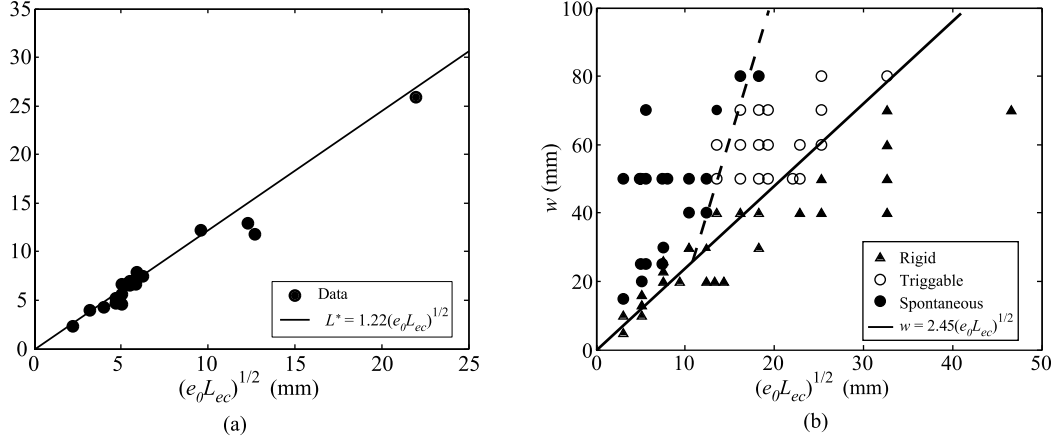 35
30
25
20
15
10
5
0
0 5 10 15 20 25
Data
L* = 1.22(e0Lec)1/2
(e0Lec)1/2 (mm)
(a)
100
80
60
40
20
0
w (mm)
0 10 20 30 40 50
Rigid
Triggable
Spontaneous
w = 2.45(e0Lec)1/2
(e0Lec)1/2 (mm)
(b)